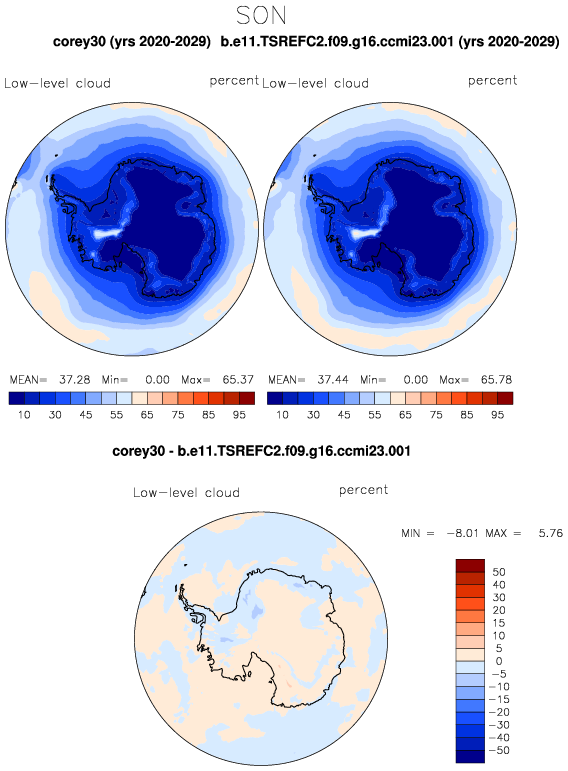 SON
corey30 (yrs 2020-2029) b.e11.TSREFC2.f09.g16.ccmi23.001 (yrs 2020-2029)
Low-level cloud percent Low-level cloud percent
MEAN= 37.28 Min= 0.00 Max= 65.37 MEAN= 37.44 Min= 0.00 Max= 65.78
10 30 45 55 65 75 85 95 10 30 45 55 65 75 85 95
corey30 - b.e11.TSREFC2.f09.g16.ccmi23.001
Low-level cloud percent
MIN = -8.01 MAX = 5.76
50
40
30
20
15
10
5
0
-5
-10
-15
-20
-30
-40
-50